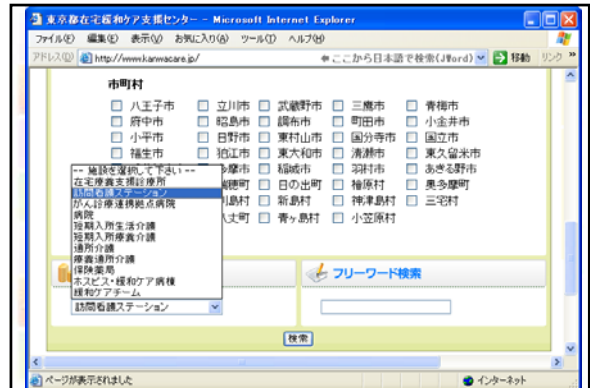 東京都在宅緩和ケア支援センター - Microsoft Internet Explorer
ファイル(F) 編集(E) 表示(V) お気に入り(A) ツール(T) ヘルプ(H)
アドレス(D) http://www.kanwacare.jp/ ここから日本語で検索(JWord) 移動 リンク »
市町村
八王子市 立川市 武蔵野市 三鷹市 青梅市
府中市 昭島市 調布市 町田市 小金井市
小平市 日野市 東村山市 国分寺市 国立市
福生市 狛江市 東大和市 清瀬市 東久留米市
多摩市 稲城市 羽村市 あきる野市
瑞穂町 日の出町 檜原村 奥多摩町
利島村 新島村 神津島村 三宅村
八丈町 青ヶ島村 小笠原村
-- 施設を選択して下さい --
在宅療養支援診療所
訪問看護ステーション
がん診療連携拠点病院
病院
短期入所生活介護
短期入所療養介護
通所介護
療養通所介護
保険薬局
ホスピス・緩和ケア病棟
緩和ケアチーム
訪問看護ステーション
フリーワード検索
検索
ページが表示されました インターネット